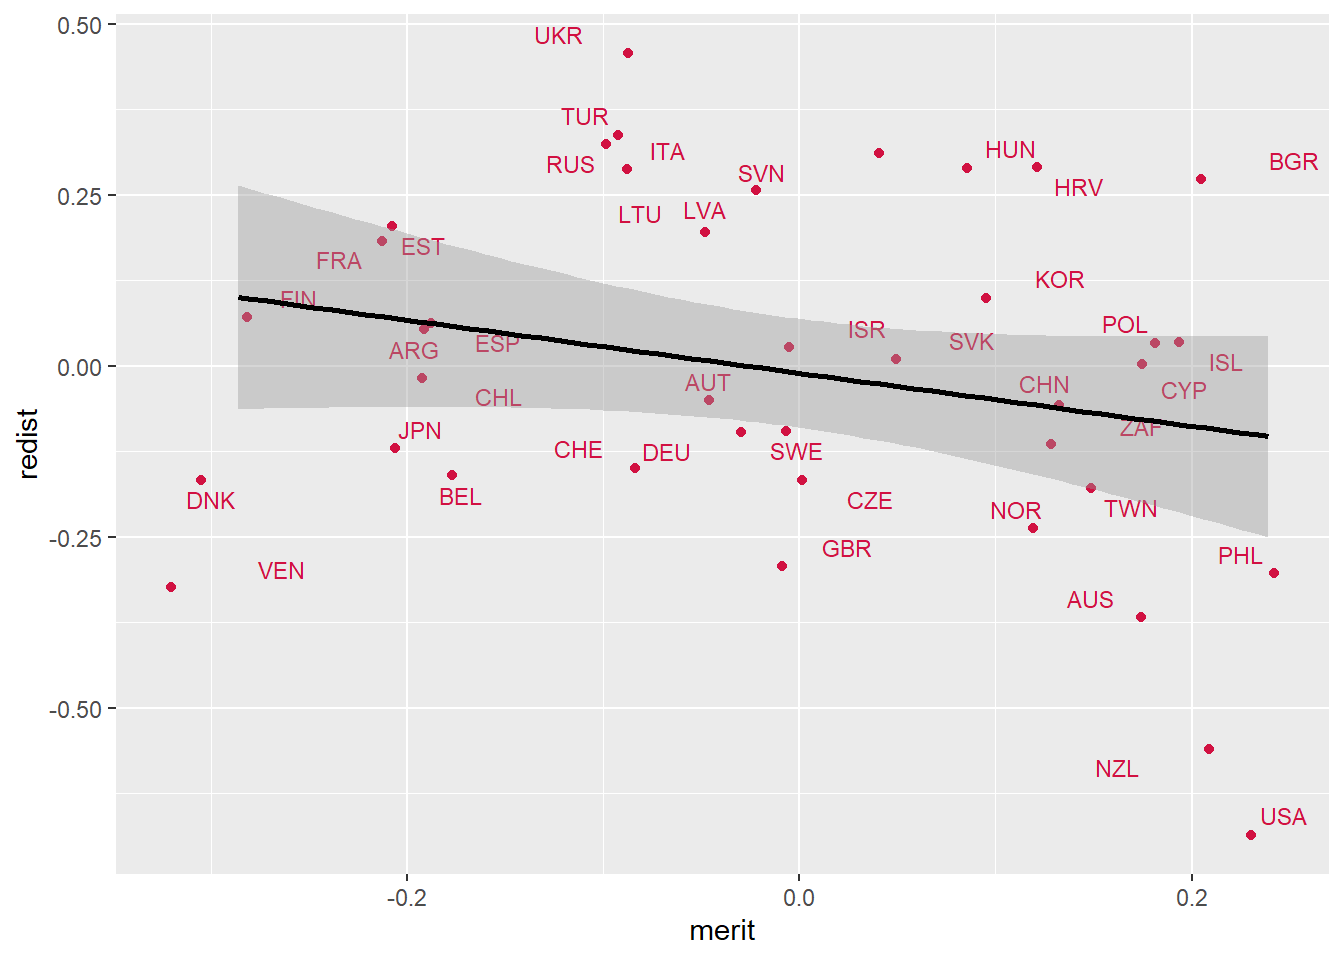 0.50
0.25
0.00
-0.25
-0.50
redist
UKR
TUR
RUS
ITA
SVN
HUN
BGR
HRV
LTU
LVA
EST
FRA
FIN
KOR
ISR
SVK
POL
ISL
ESP
ARG
AUT
CHN
CYP
CHL
ZAF
JPN
CHE
DEU
SWE
DNK
BEL
CZE
NOR
TWN
GBR
PHL
VEN
AUS
NZL
USA
-0.2
0.0
0.2
merit